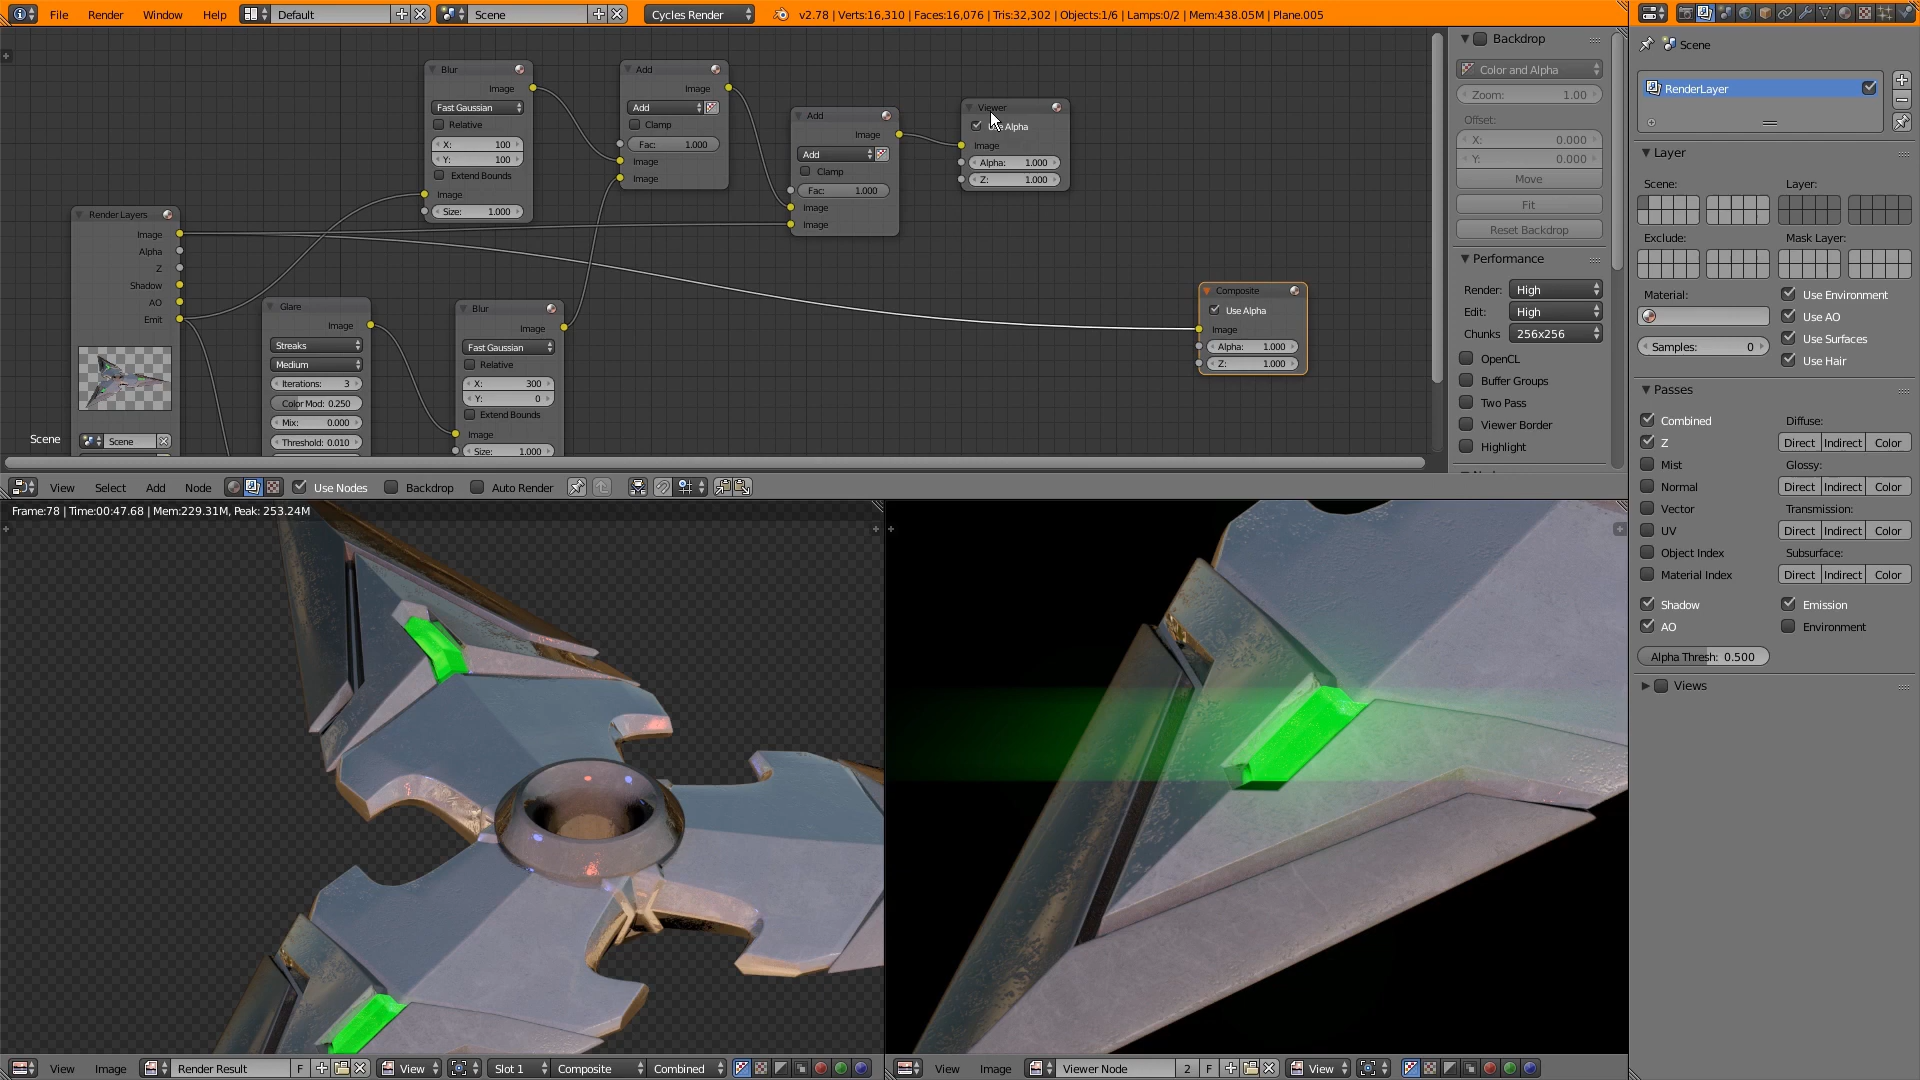 File Render Window Help Default Scene Cycles Render v2.78 | Verts:16,310 | Faces:16,076 | Tris:32,302 | Objects:1/6 | Lamps:0/2 | Mem:438.05M | Plane.005
Blur
Image
Fast Gaussian
Relative
X: 100
Y: 100
Extend Bounds
Image
Size: 1.000
Add
Image
Add
Clamp
Fac: 1.000
Image
Image
Add
Image
Add
Clamp
Fac: 1.000
Image
Image
Viewer
Alpha
Image
Alpha: 1.000
Z: 1.000
Render Layers
Image
Alpha
Z
Shadow
AO
Emit
Scene
Scene
Glare
Image
Streaks
Medium
Iterations: 3
Color Mod: 0.250
Mix: 0.000
Threshold: 0.010
Blur
Image
Fast Gaussian
Relative
X: 300
Y: 0
Extend Bounds
Image
Size: 1.000
Composite
Use Alpha
Image
Alpha: 1.000
Z: 1.000
Backdrop
Color and Alpha
Zoom: 1.00
Offset:
X: 0.000
Y: 0.000
Move
Fit
Reset Backdrop
Performance
Render: High
Edit: High
Chunks 256x256
OpenCL
Buffer Groups
Two Pass
Viewer Border
Highlight
View Select Add Node Use Nodes Backdrop Auto Render
Frame:78 | Time:00:47.68 | Mem:229.31M, Peak: 253.24M
View Image Render Result F View Slot 1 Composite Combined
View Image Viewer Node 2 F View
Scene
RenderLayer
Layer
Scene: Layer:
Exclude: Mask Layer:
Material:
Samples: 0
Use Environment
Use AO
Use Surfaces
Use Hair
Passes
Combined
Z
Mist
Normal
Vector
UV
Object Index
Material Index
Shadow
AO
Diffuse:
Direct Indirect Color
Glossy:
Direct Indirect Color
Transmission:
Direct Indirect Color
Subsurface:
Direct Indirect Color
Emission
Environment
Alpha Thresh: 0.500
Views